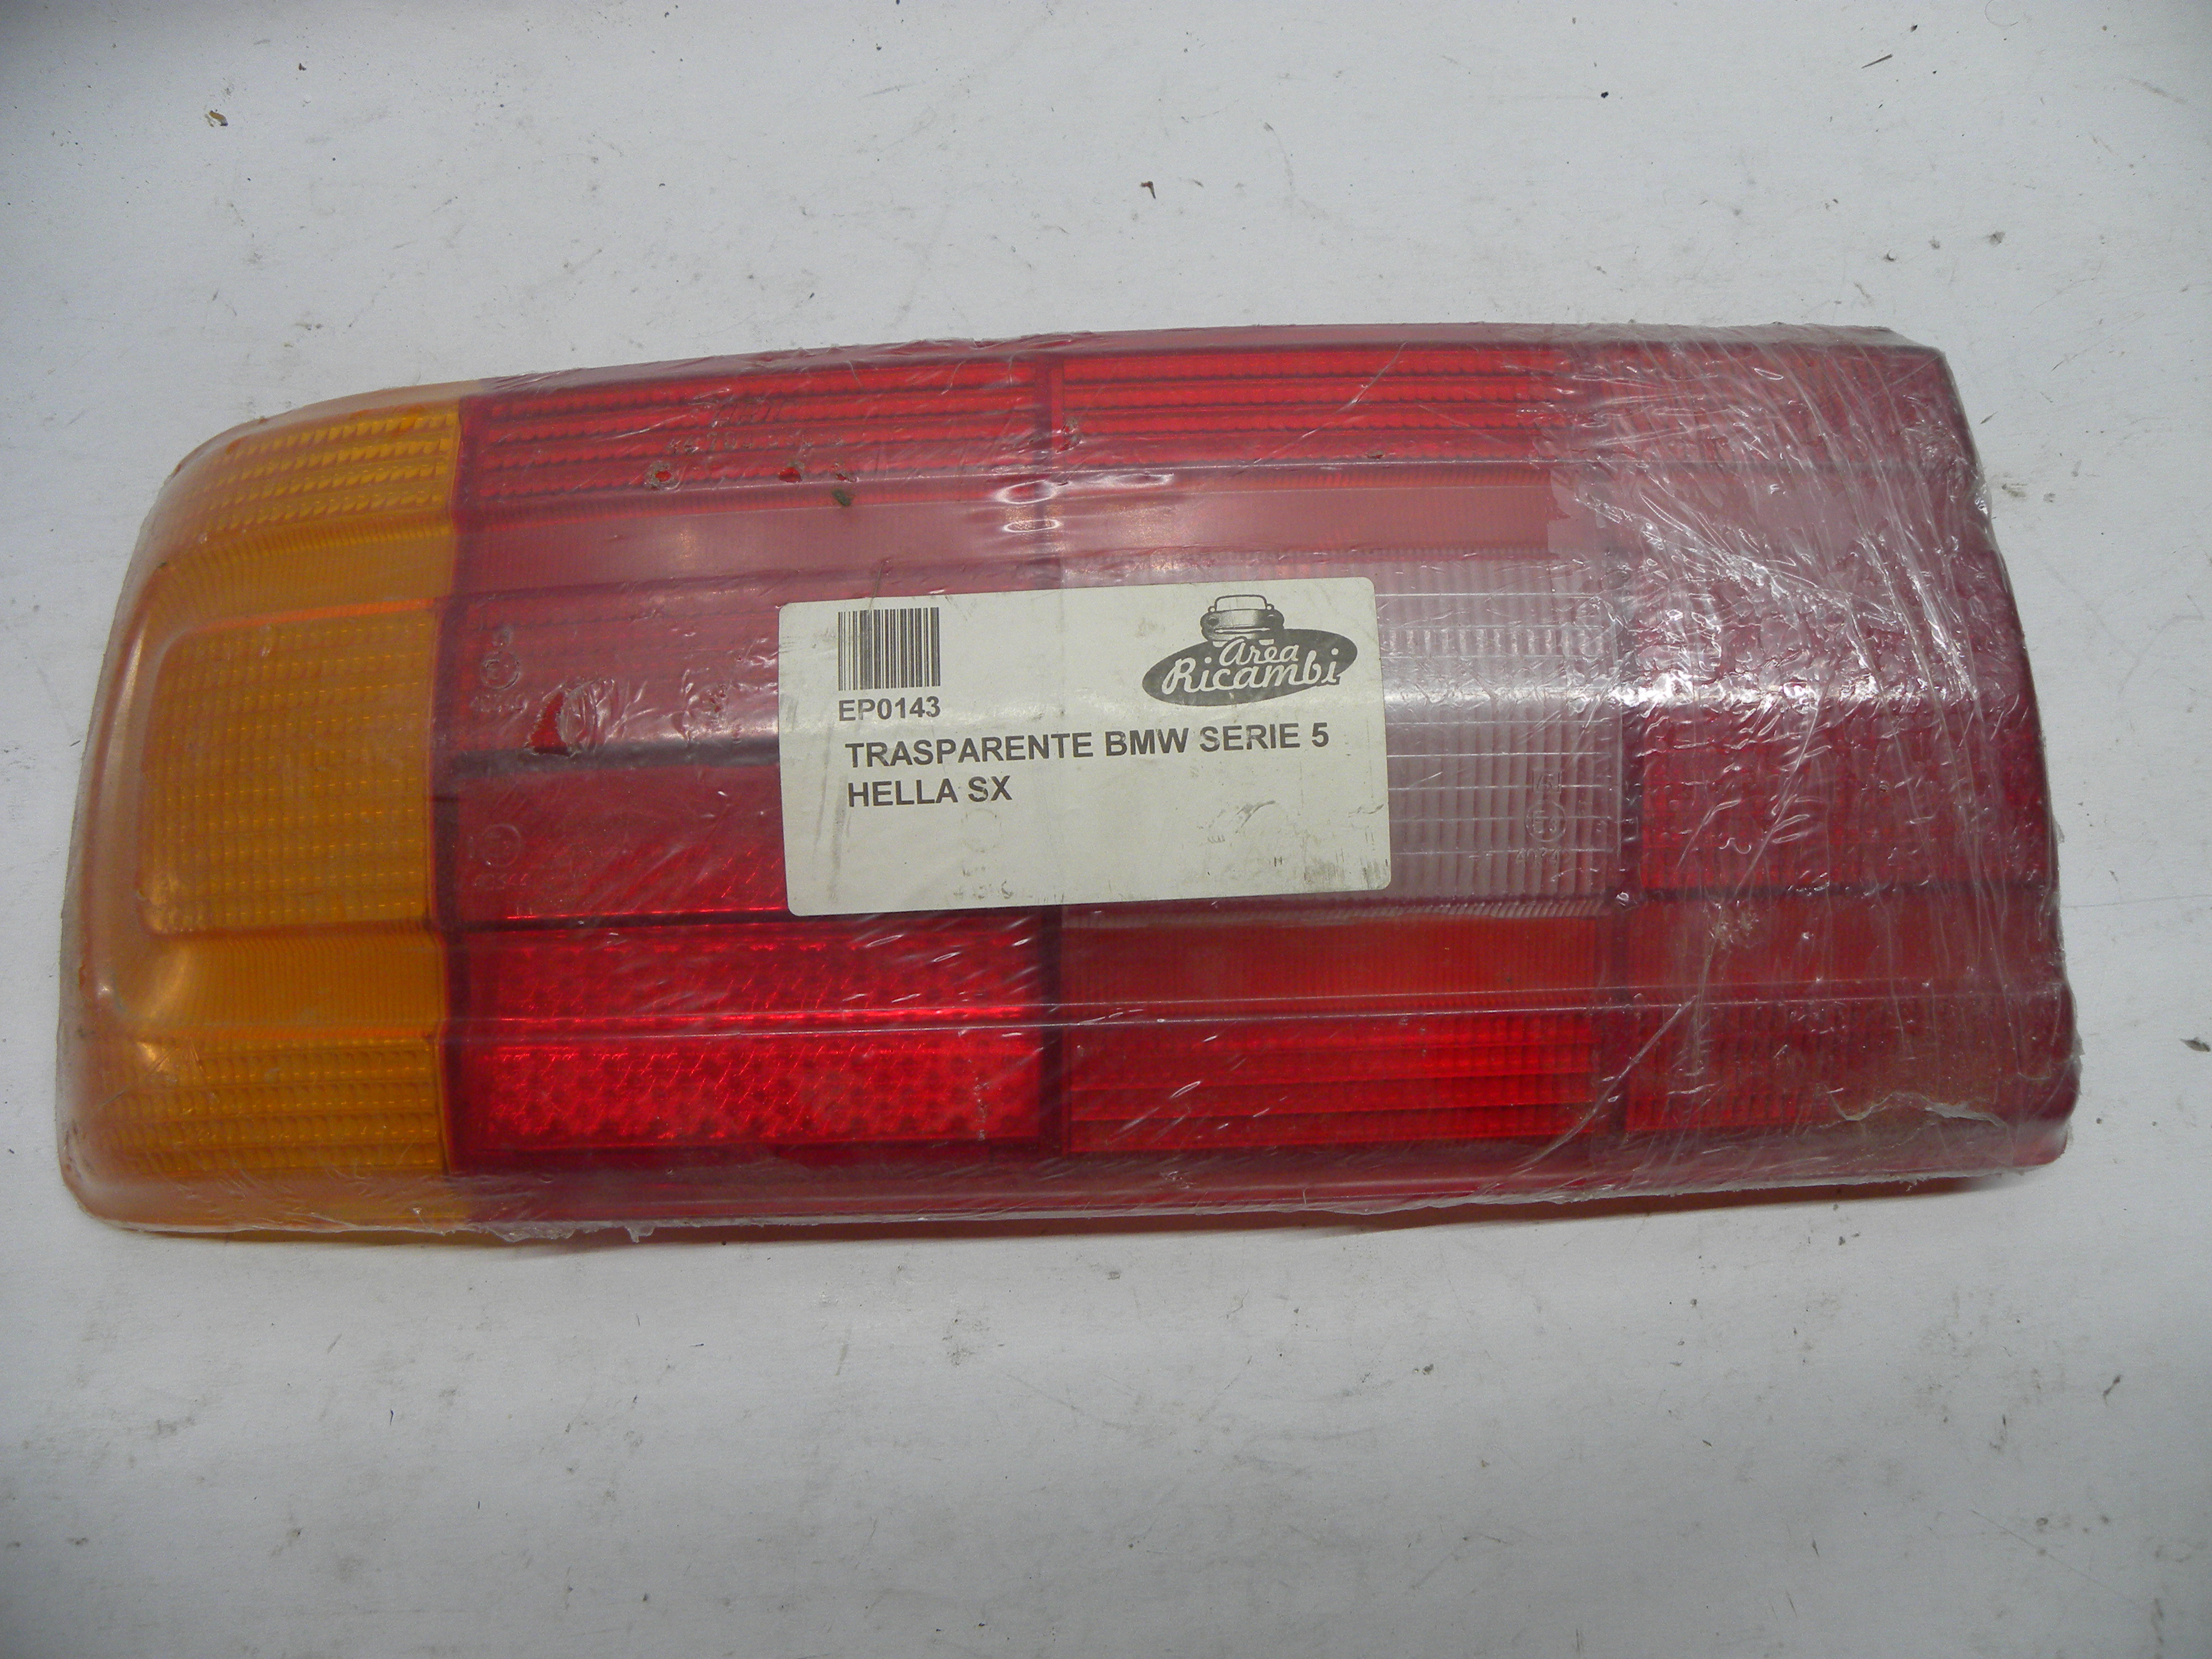 Area
Ricambi
EP0143
TRASPARENTE BMW SERIE 5
HELLA SX